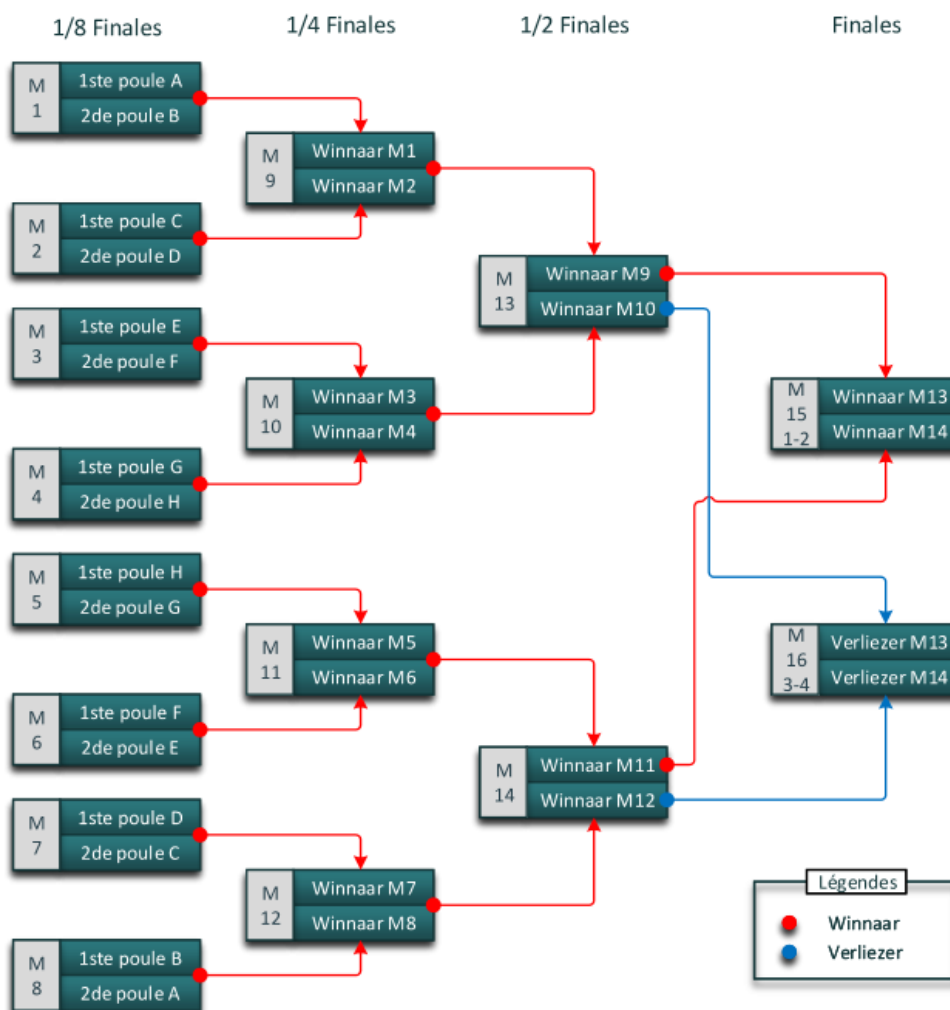 1/8 Finales
1/4 Finales
1/2 Finales
Finales
M 1
1ste poule A
2de poule B
M 2
1ste poule C
2de poule D
M 3
1ste poule E
2de poule F
M 4
1ste poule G
2de poule H
M 5
1ste poule H
2de poule G
M 6
1ste poule F
2de poule E
M 7
1ste poule D
2de poule C
M 8
1ste poule B
2de poule A
M 9
Winnaar M1
Winnaar M2
M 10
Winnaar M3
Winnaar M4
M 11
Winnaar M5
Winnaar M6
M 12
Winnaar M7
Winnaar M8
M 13
Winnaar M9
Winnaar M10
M 14
Winnaar M11
Winnaar M12
M 15 1-2
Winnaar M13
Winnaar M14
M 16 3-4
Verliezer M13
Verliezer M14
Légendes
Winnaar
Verliezer